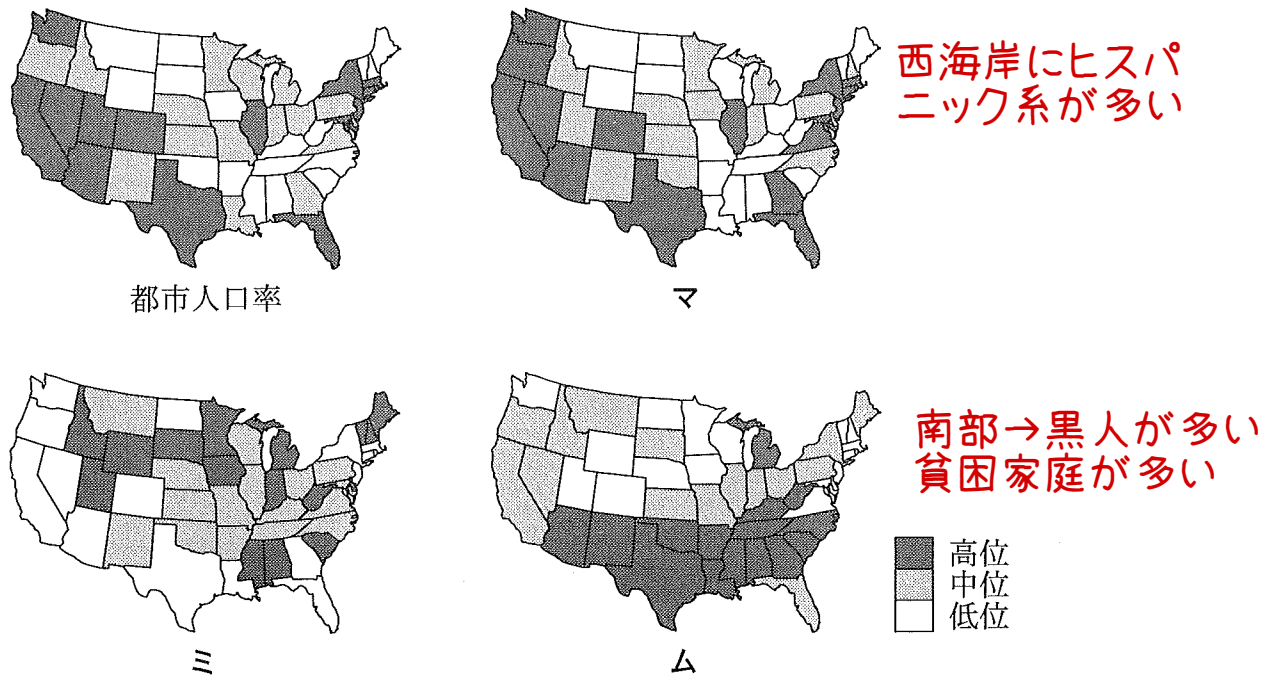 西海岸にヒスパ
ニック系が多い
都市人口率
マ
南部→黒人が多い
貧困家庭が多い
高位
中位
低位
ミ
ム